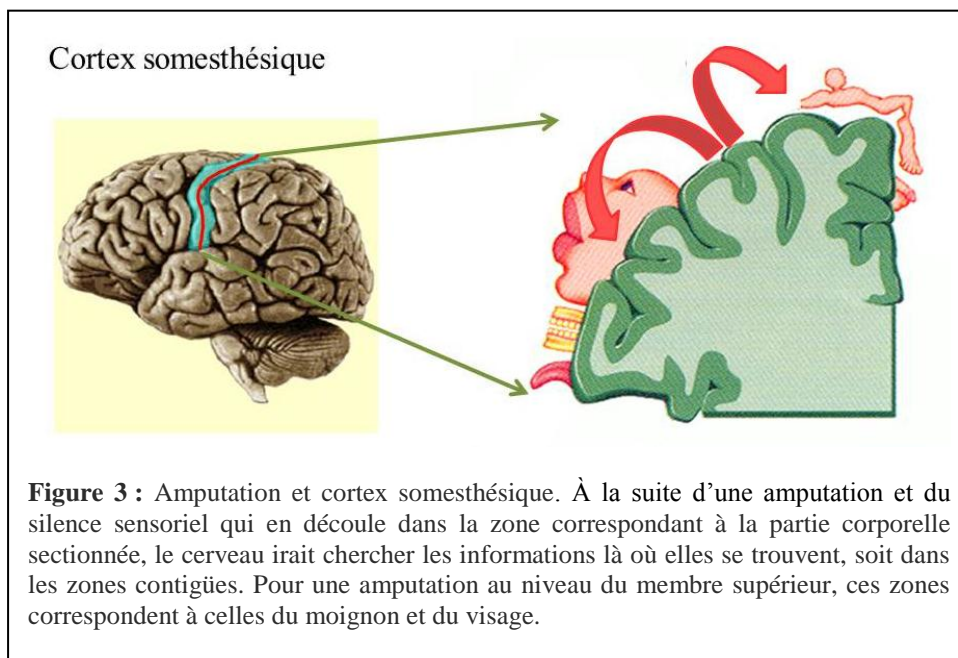 Cortex somesthésique
Figure 3 : Amputation et cortex somesthésique. À la suite d’une amputation et du
silence sensoriel qui en découle dans la zone correspondant à la partie corporelle
sectionnée, le cerveau irait chercher les informations là où elles se trouvent, soit dans
les zones contigües. Pour une amputation au niveau du membre supérieur, ces zones
correspondent à celles du moignon et du visage.